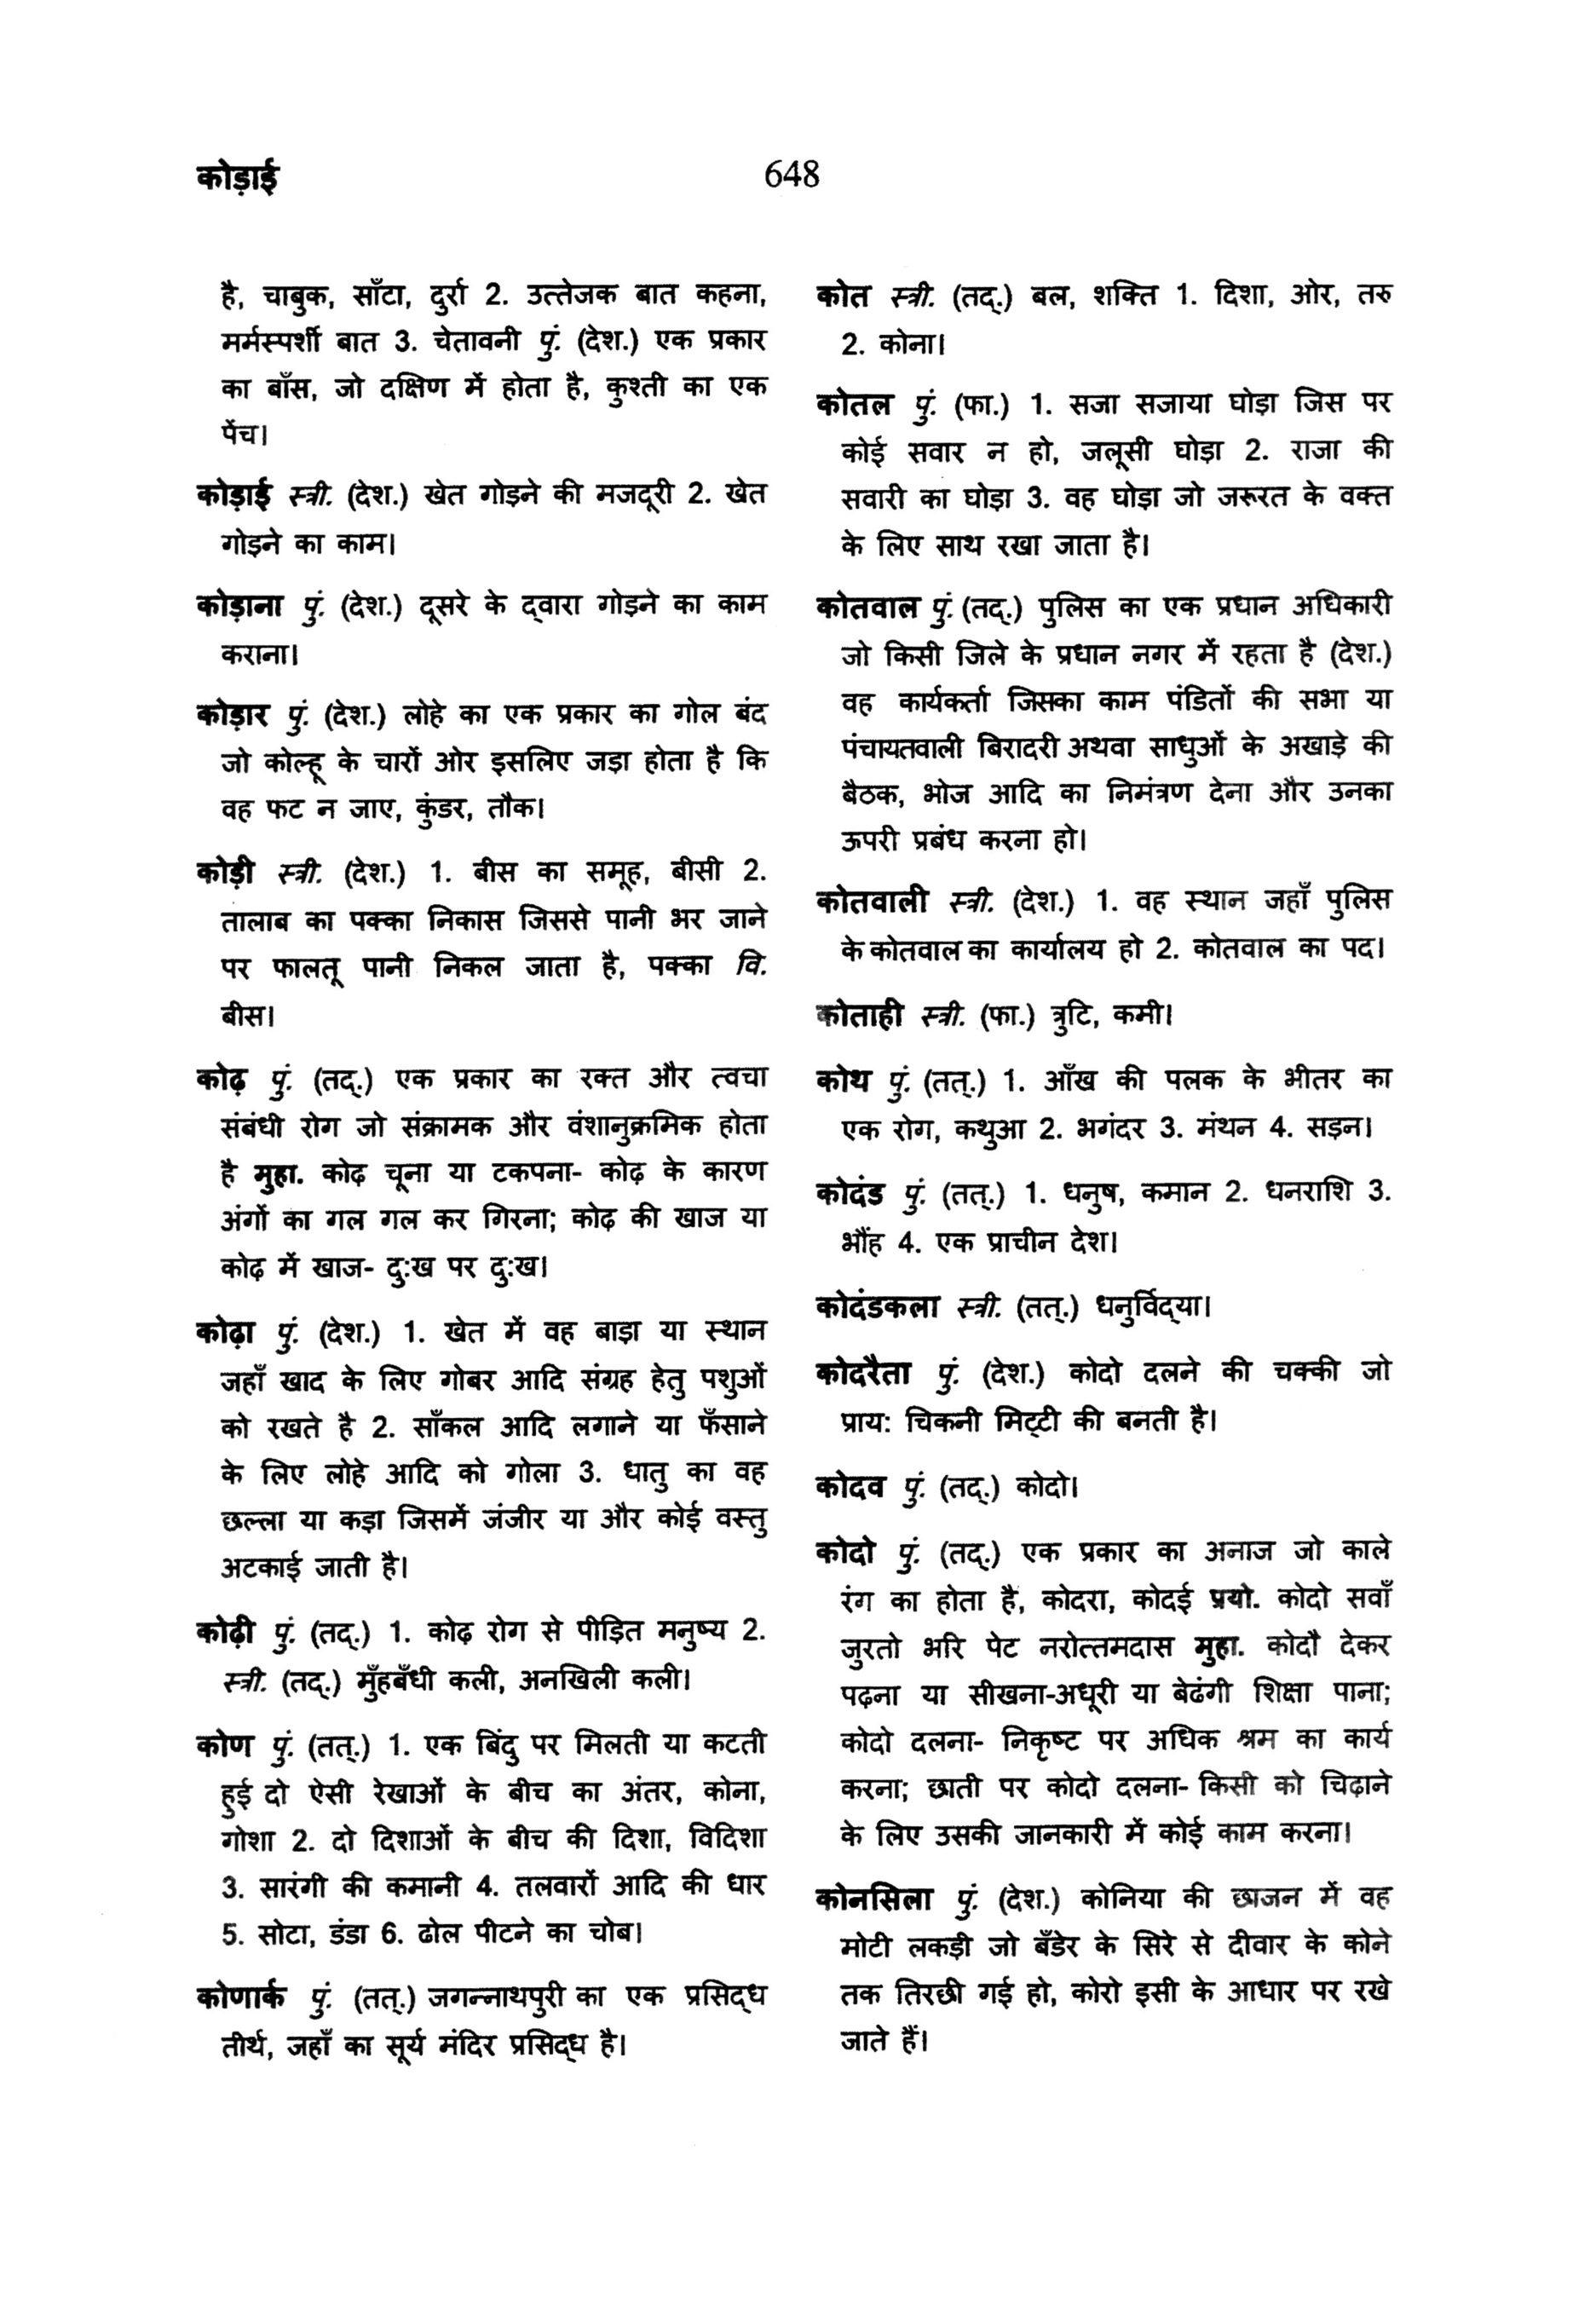 कोड़ाई
648
है, चाबुक, साँटा, दुर्रा 2. उत्तेजक बात कहना,
मर्मस्पर्शी बात 3. चेतावनी पुं. (देश.) एक प्रकार
का बाँस, जो दक्षिण में होता है, कुश्ती का एक
पेंच।
कोड़ाई स्त्री. (देश.) खेत गोड़ने की मजदूरी 2. खेत
गोड़ने का काम।
कोड़ाना पुं. (देश.) दूसरे के द्वारा गोड़ने का काम
कराना।
कोड़ार पुं. (देश.) लोहे का एक प्रकार का गोल बंद
जो कोल्हू के चारों ओर इसलिए जड़ा होता है कि
वह फट न जाए, कुंडर, तौक।
कोड़ी स्त्री. (देश.) 1. बीस का समूह, बीसी 2.
तालाब का पक्का निकास जिससे पानी भर जाने
पर फालतू पानी निकल जाता है, पक्का वि.
बीस।
कोढ़ पुं. (तद्.) एक प्रकार का रक्त और त्वचा
संबंधी रोग जो संक्रामक और वंशानुक्रमिक होता
है मुहा. कोढ़ चूना या टकपना- कोढ़ के कारण
अंगों का गल गल कर गिरना; कोढ़ की खाज या
कोढ़ में खाज- दुःख पर दुःख।
कोढ़ा पुं. (देश.) 1. खेत में वह बाड़ा या स्थान
जहाँ खाद के लिए गोबर आदि संग्रह हेतु पशुओं
को रखते है 2. साँकल आदि लगाने या फँसाने
के लिए लोहे आदि को गोला 3. धातु का वह
छल्ला या कड़ा जिसमें जंजीर या और कोई वस्तु
अटकाई जाती है।
कोढ़ी पुं. (तद्.) 1. कोढ़ रोग से पीड़ित मनुष्य 2.
स्त्री. (तद्.) मुँहबँधी कली, अनखिली कली।
कोण पुं. (तत्.) 1. एक बिंदु पर मिलती या कटती
हुई दो ऐसी रेखाओं के बीच का अंतर, कोना,
गोशा 2. दो दिशाओं के बीच की दिशा, विदिशा
3. सारंगी की कमानी 4. तलवारों आदि की धार
5. सोटा, डंडा 6. ढोल पीटने का चोब।
कोणार्क पुं. (तत्.) जगन्नाथपुरी का एक प्रसिद्ध
तीर्थ, जहाँ का सूर्य मंदिर प्रसिद्ध है।
कोत स्त्री. (तद्.) बल, शक्ति 1. दिशा, ओर, तरु
2. कोना।
कोतल पुं. (फा.) 1. सजा सजाया घोड़ा जिस पर
कोई सवार न हो, जलूसी घोड़ा 2. राजा की
सवारी का घोड़ा 3. वह घोड़ा जो जरूरत के वक्त
के लिए साथ रखा जाता है।
कोतवाल पुं. (तद्.) पुलिस का एक प्रधान अधिकारी
जो किसी जिले के प्रधान नगर में रहता है (देश.)
वह कार्यकर्ता जिसका काम पंडितों की सभा या
पंचायतवाली बिरादरी अथवा साधुओं के अखाड़े की
बैठक, भोज आदि का निमंत्रण देना और उनका
ऊपरी प्रबंध करना हो।
कोतवाली स्त्री. (देश.) 1. वह स्थान जहाँ पुलिस
के कोतवाल का कार्यालय हो 2. कोतवाल का पद।
कोताही स्त्री. (फा.) त्रुटि, कमी।
कोथ पुं. (तत्.) 1. आँख की पलक के भीतर का
एक रोग, कथुआ 2. भगंदर 3. मंथन 4. सड़न।
कोदंड पुं. (तत्.) 1. धनुष, कमान 2. धनराशि 3.
भौंह 4. एक प्राचीन देश।
कोदंडकला स्त्री. (तत्.) धनुर्विद्या।
कोदरैता पुं. (देश.) कोदो दलने की चक्की जो
प्राय: चिकनी मिट्टी की बनती है।
कोदव पुं. (तद्.) कोदो।
कोदो पुं. (तद्.) एक प्रकार का अनाज जो काले
रंग का होता है, कोदरा, कोदई प्रयो. कोदो सवाँ
जुरतो भरि पेट नरोत्तमदास मुहा. कोदौ देकर
पढ़ना या सीखना-अधूरी या बेढंगी शिक्षा पाना;
कोदो दलना- निकृष्ट पर अधिक श्रम का कार्य
करना; छाती पर कोदो दलना- किसी को चिढ़ाने
के लिए उसकी जानकारी में कोई काम करना।
कोनसिला पुं. (देश.) कोनिया की छाजन में वह
मोटी लकड़ी जो बँडेर के सिरे से दीवार के कोने
तक तिरछी गई हो, कोरो इसी के आधार पर रखे
जाते हैं।